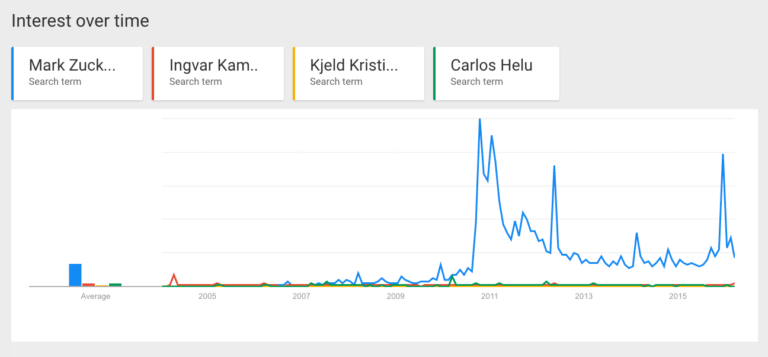 Interest over time
Mark Zuck...
Search term
Ingvar Kam..
Search term
Kjeld Kristi...
Search term
Carlos Helu
Search term
Average
2005
2007
2009
2011
2013
2015